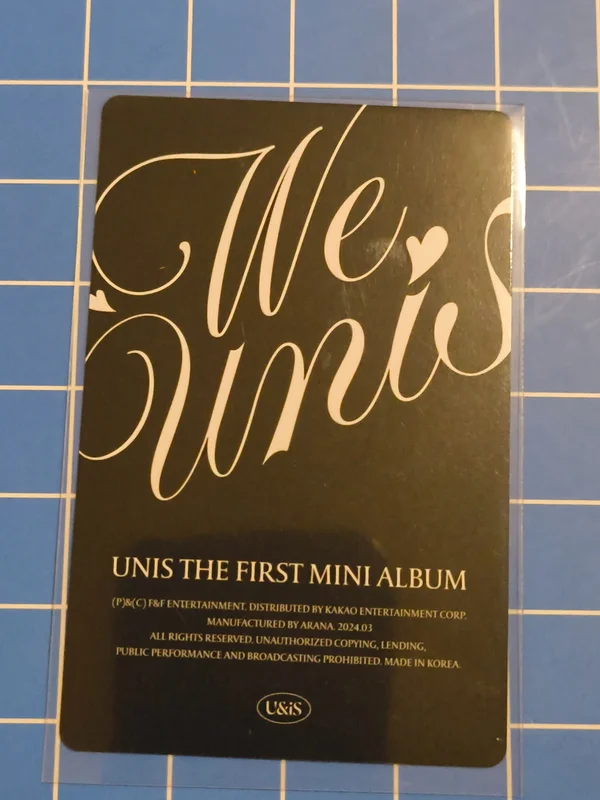 We
unis
UNIS THE FIRST MINI ALBUM
(P)&(C) F&F ENTERTAINMENT. DISTRIBUTED BY KAKAO ENTERTAINMENT CORP.
MANUFACTURED BY ARANA. 2024.03
ALL RIGHTS RESERVED. UNAUTHORIZED COPYING, LENDING,
PUBLIC PERFORMANCE AND BROADCASTING PROHIBITED. MADE IN KOREA.
U&iS